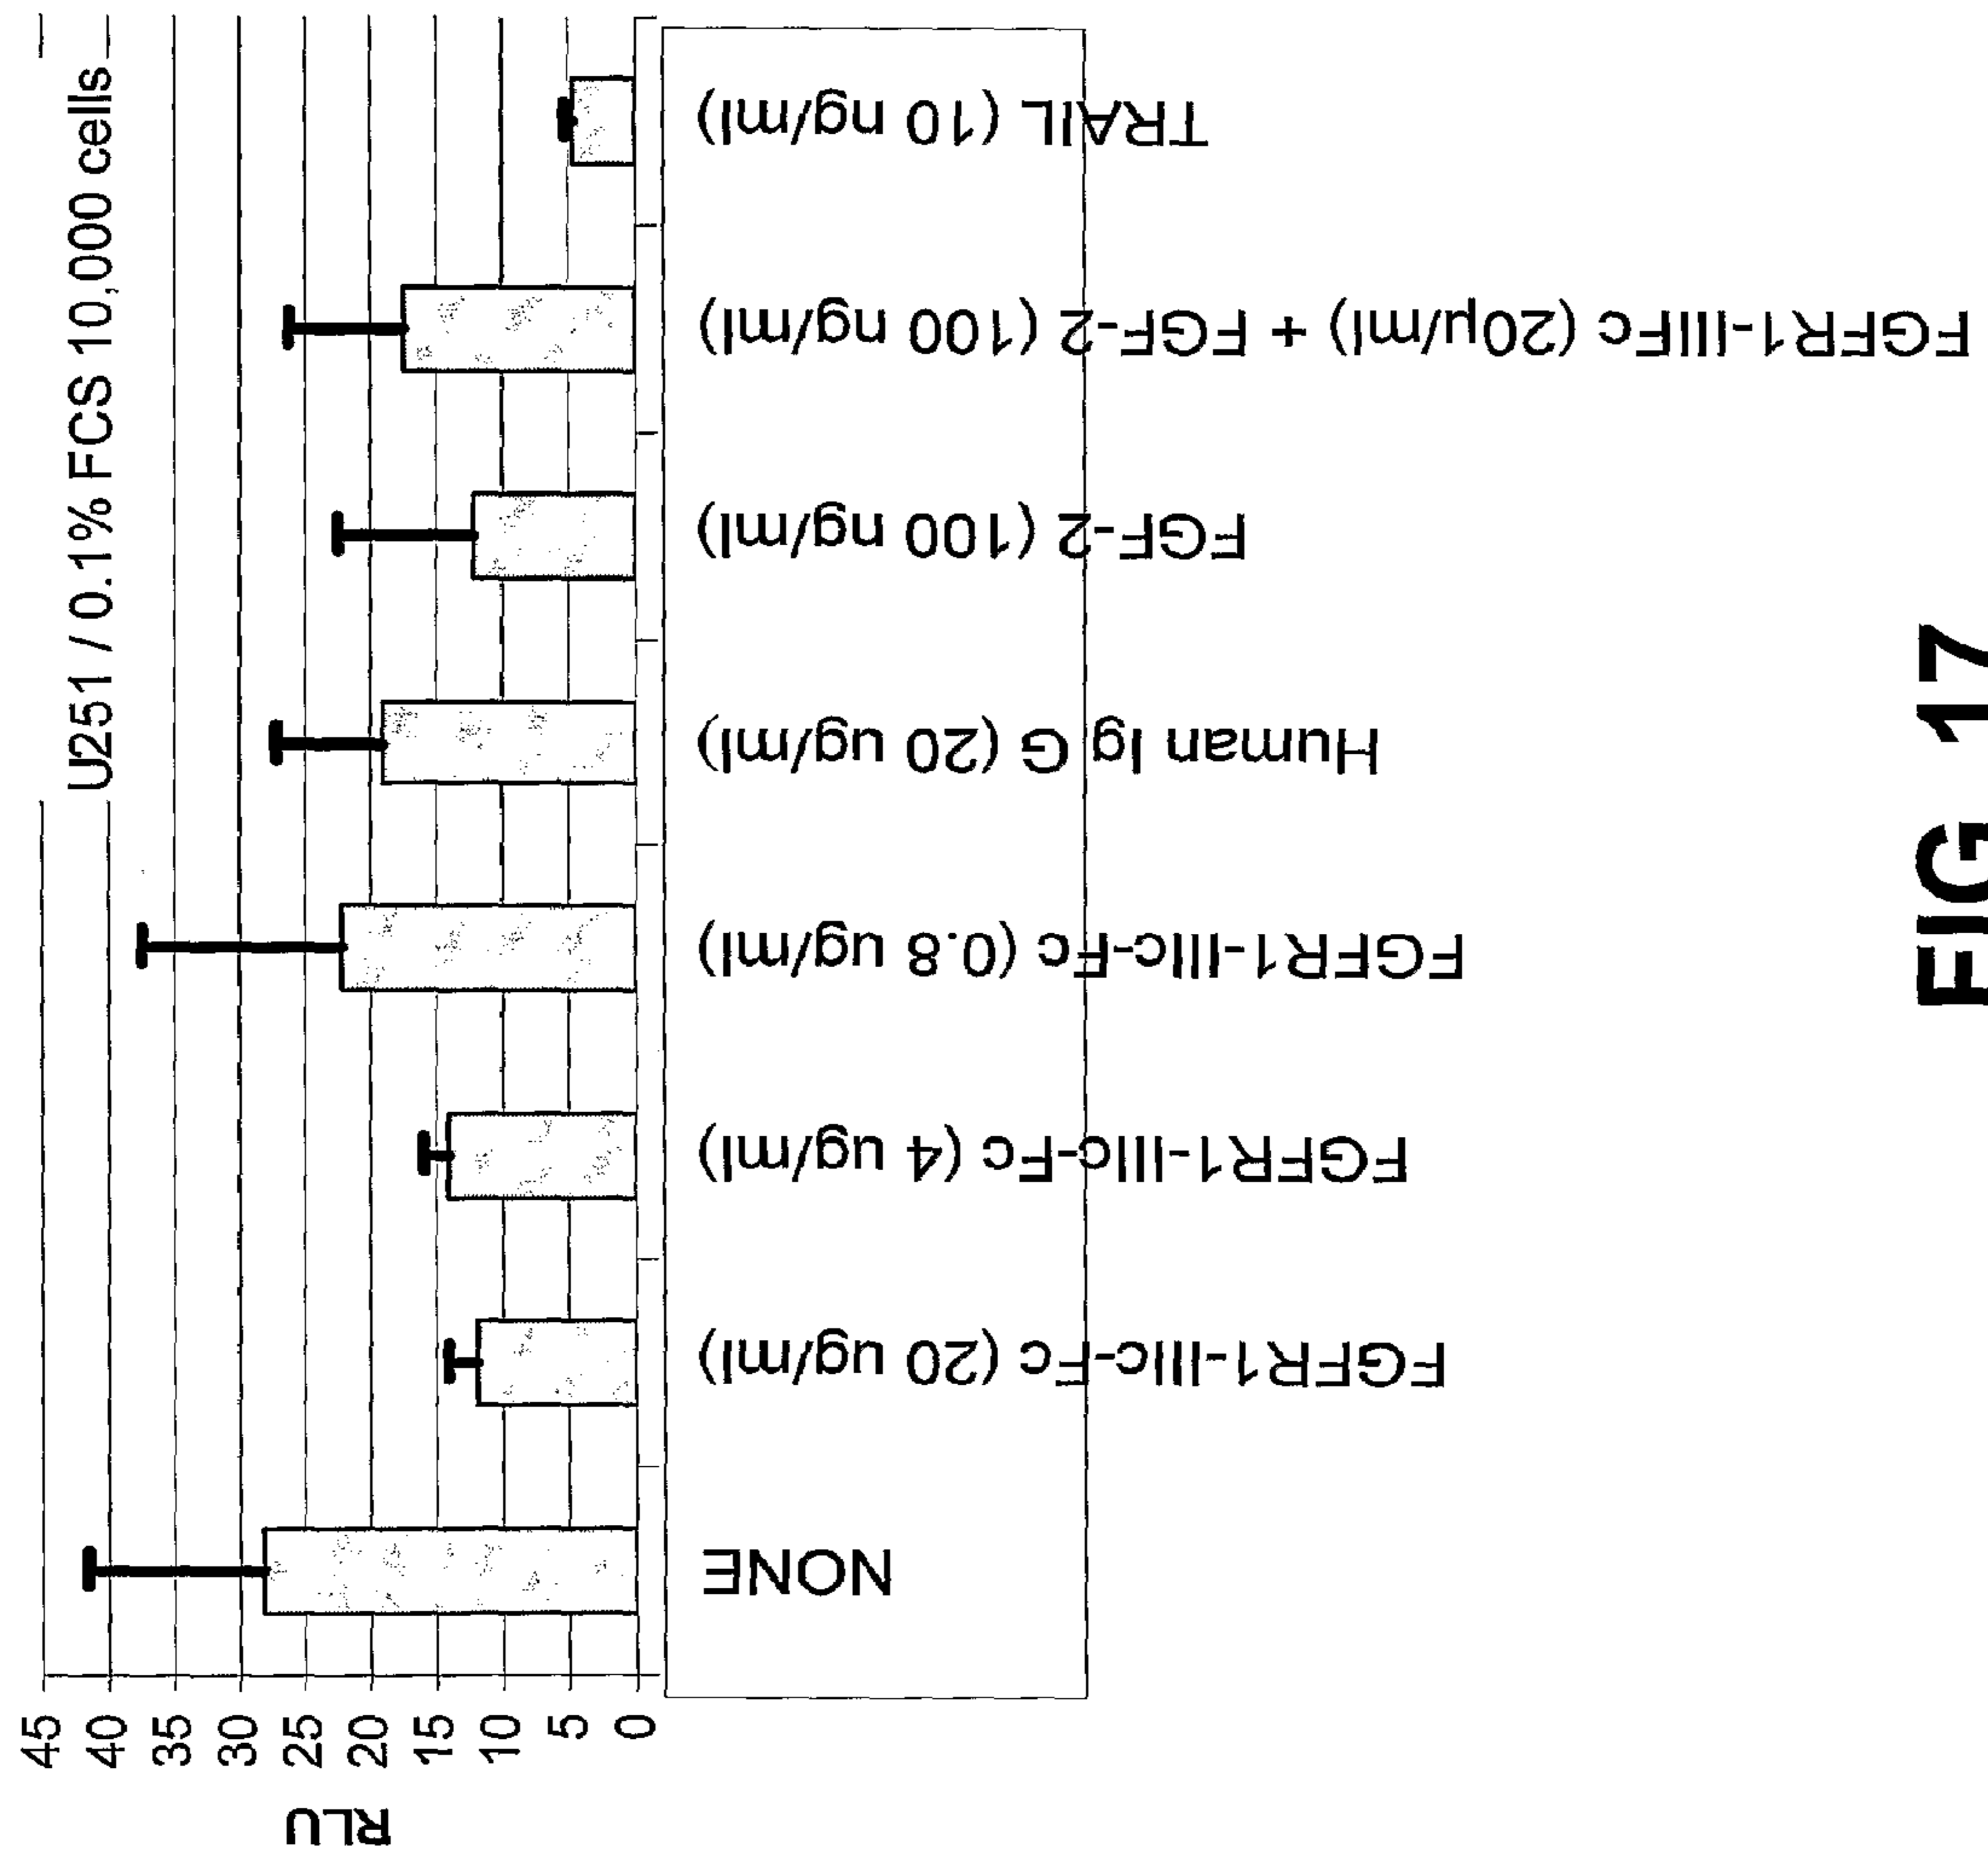 U251 / 0.1% FCS 10,000 cells
RLU
45
40
35
30
25
20
15
10
5
0
NONE
FGFR1-IIIc-Fc (20 ug/ml)
FGFR1-IIIc-Fc (4 ug/ml)
FGFR1-IIIc-Fc (0.8 ug/ml)
Human Ig G (20 ug/ml)
FGF-2 (100 ng/ml)
FGFR1-IIIFc (20µ/ml) + FGF-2 (100 ng/ml)
TRAIL (10 ng/ml)
FIG 17